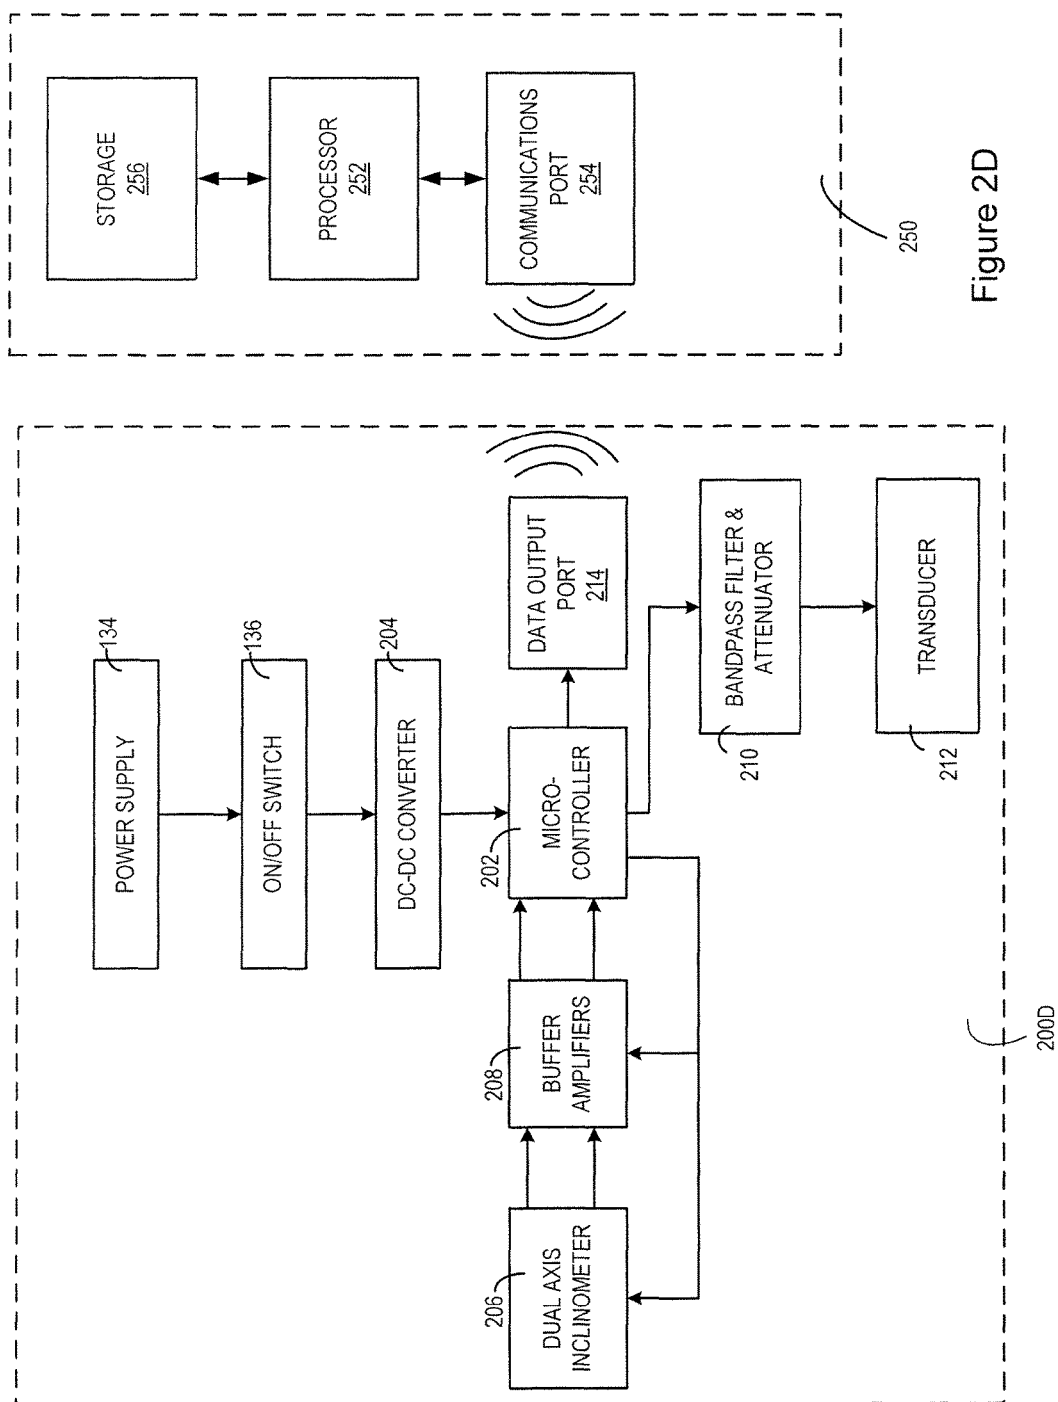 POWER SUPPLY
134
ON/OFF SWITCH
136
DC-DC CONVERTER
204
DUAL AXIS
INCLINOMETER
206
BUFFER
AMPLIFIERS
208
MICRO-
CONTROLLER
202
DATA OUTPUT
PORT
214
BANDPASS FILTER &
ATTENUATOR
210
TRANSDUCER
212
200D
STORAGE
256
PROCESSOR
252
COMMUNICATIONS
PORT
254
250
Figure 2D